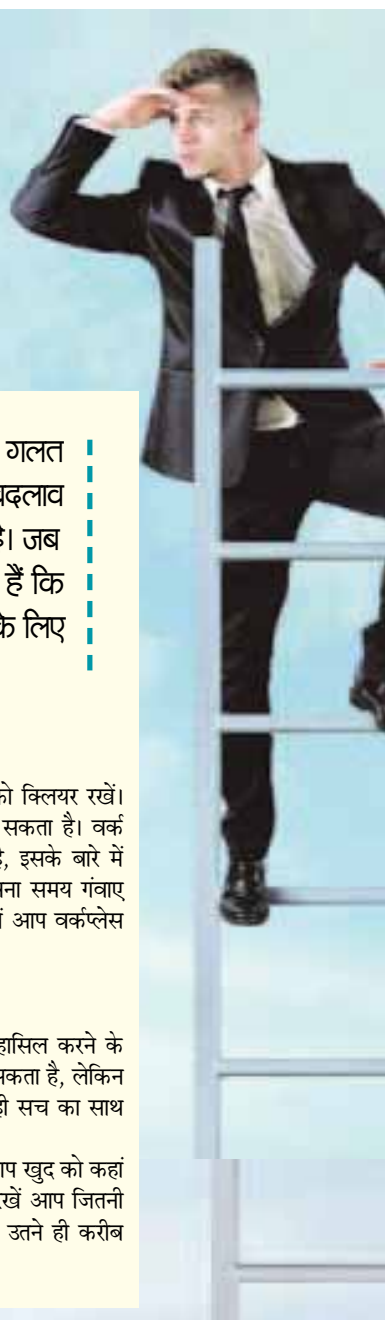 गलत
बदलाव
है। जब
हैं कि
के लिए
को क्लियर रखें।
सकता है। वर्क
है, इसके बारे में
समय गंवाए
आप वर्कप्लेस
हासिल करने के
सकता है, लेकिन
ही सच का साथ
आप खुद को कहां
रखें आप जितनी
उतने ही करीब